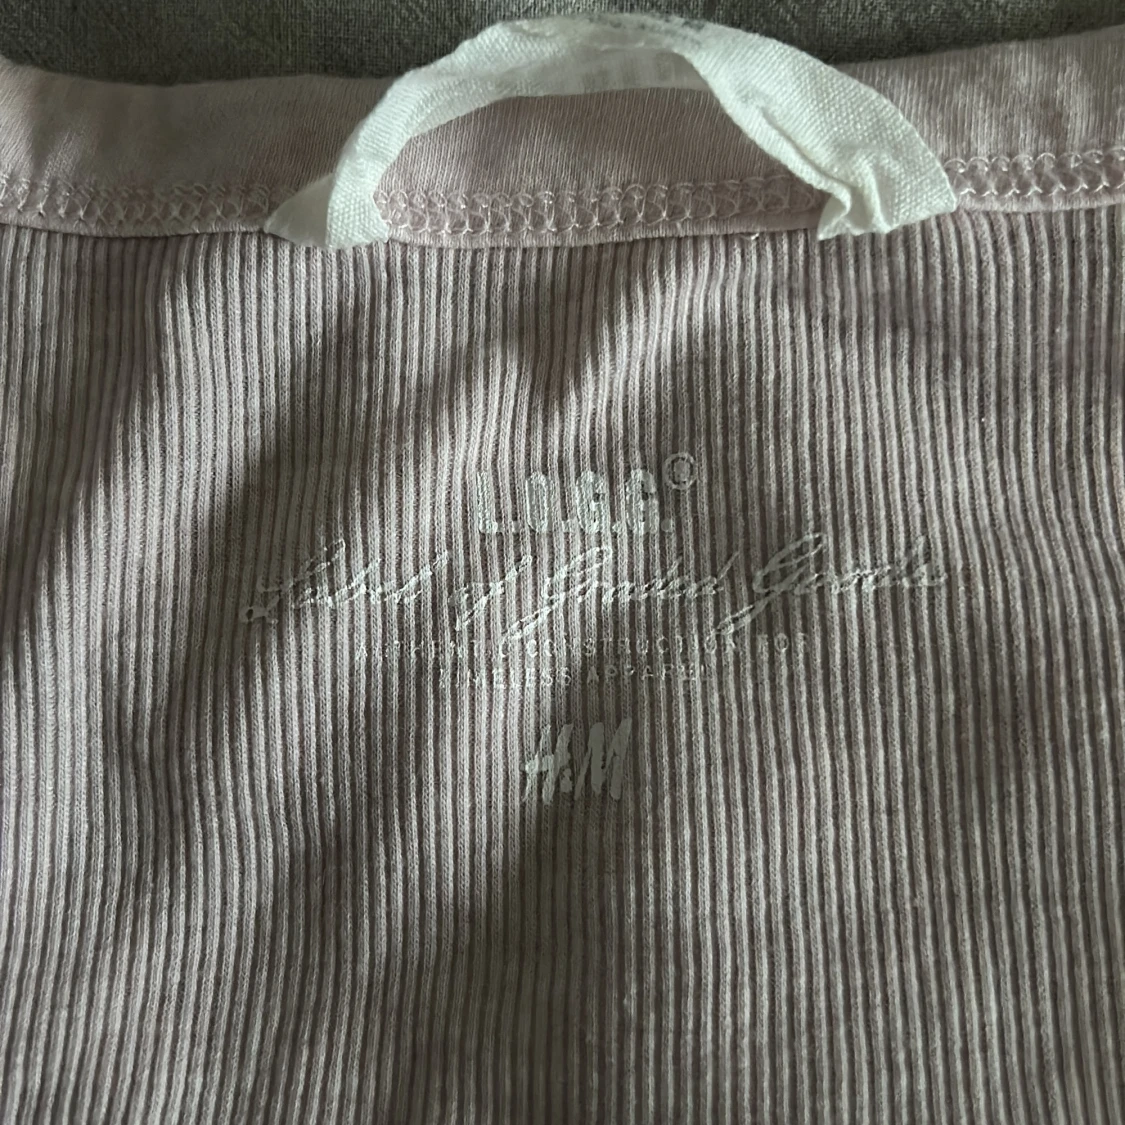 L.O.G.G.®
Label of Graded Goods
AUTHENTIC CONSTRUCTION FOR
TIMELESS APPAREL
H&M